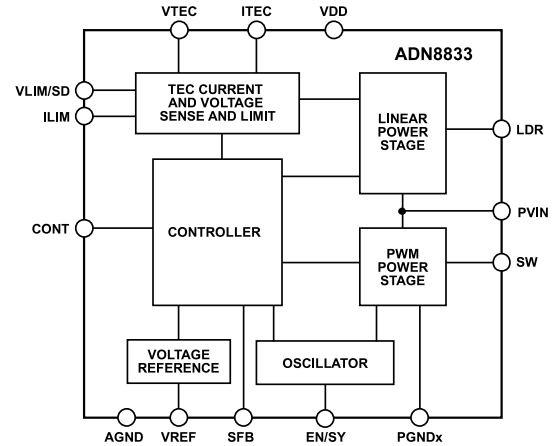 VTEC
ITEC
VDD
ADN8833
VLIM/SD
ILIM
TEC CURRENT
AND VOLTAGE
SENSE AND LIMIT
LINEAR
POWER
STAGE
LDR
CONT
CONTROLLER
PVIN
PWM
POWER
STAGE
SW
VOLTAGE
REFERENCE
OSCILLATOR
AGND
VREF
SFB
EN/SY
PGNDx